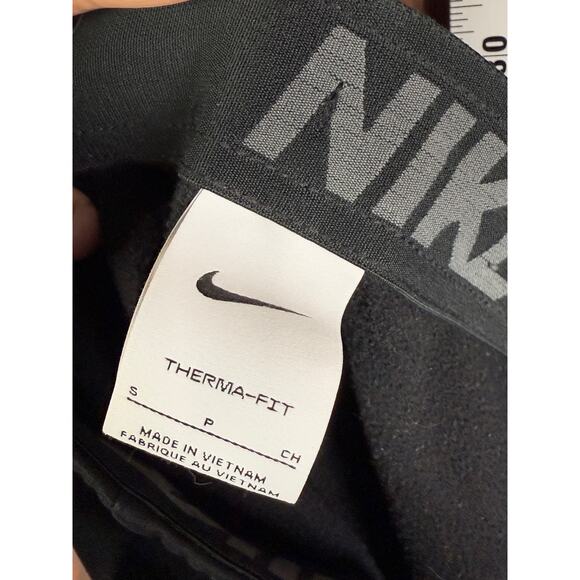 NIK
THERMA-FIT
S P CH
MADE IN VIETNAM
FABRIQUE AU VIETNAM